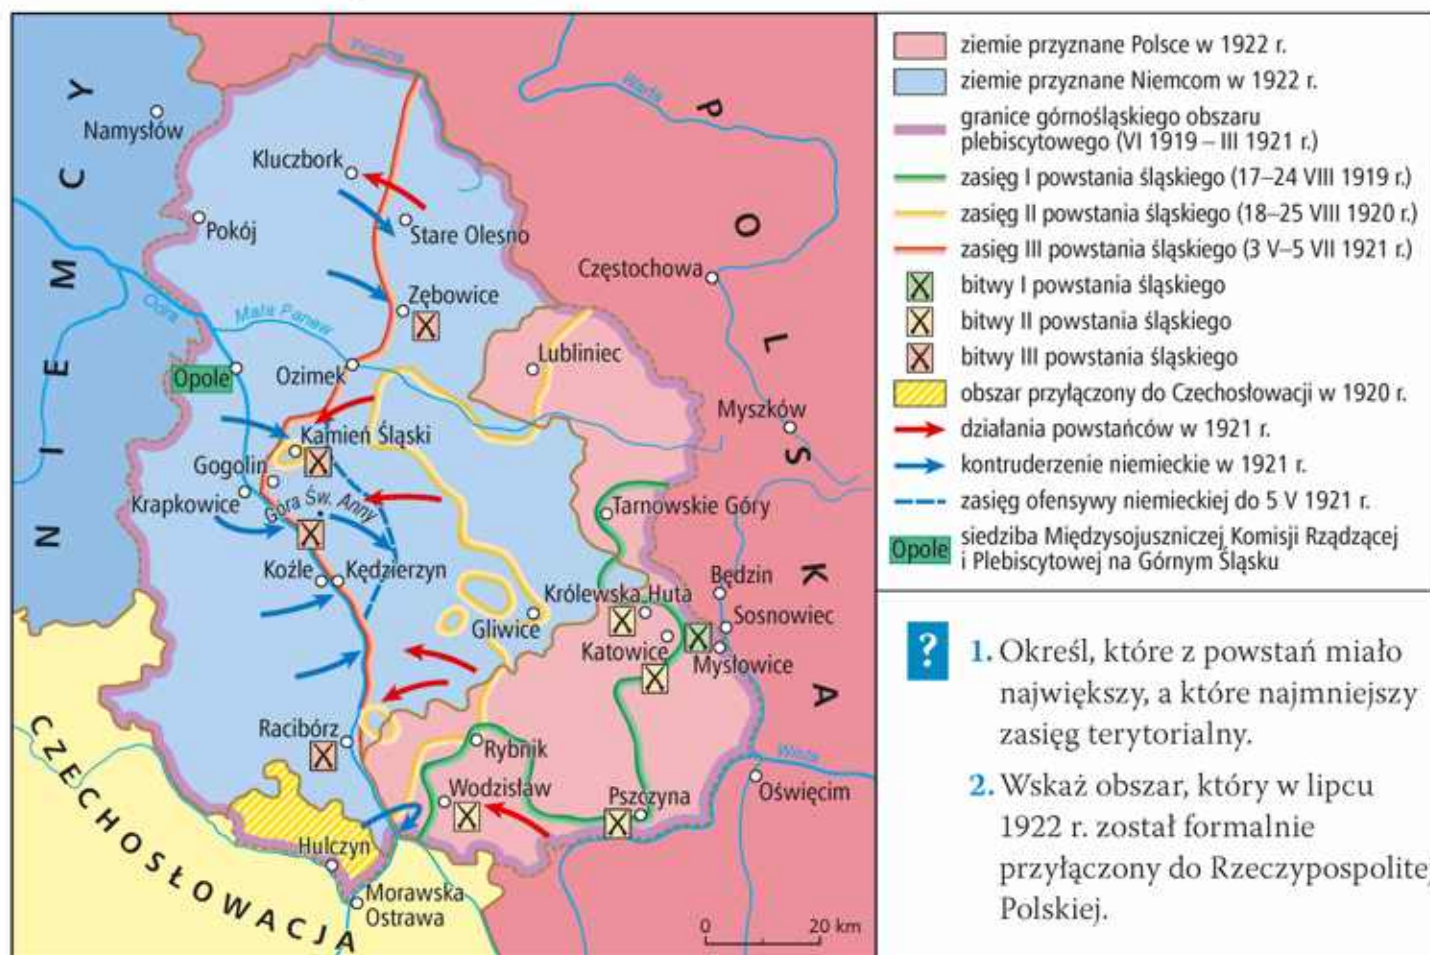 NIEMCY
Namysłów
Prosna
Warta
POLSKA
Kluczbork
Pokój
Stare Olesno
Częstochowa
Odra
Mała Panew
Zębowice
Lubliniec
Opole
Ozimek
Myszków
Kamień Śląski
Gogolin
Krapkowice
Góra Św. Anny
Tarnowskie Góry
Koźle
Kędzierzyn
Będzin
Królewska Huta
Sosnowiec
Gliwice
Katowice
Mysłowice
Racibórz
Rybnik
Wisła
Wodzisław
Pszczyna
Oświęcim
Hulczyn
CZECHOSŁOWACJA
Morawska
Ostrawa
0 20 km
ziemie przyznane Polsce w 1922 r.
ziemie przyznane Niemcom w 1922 r.
granice górnośląskiego obszaru
plebiscytowego (VI 1919 – III 1921 r.)
zasięg I powstania śląskiego (17–24 VIII 1919 r.)
zasięg II powstania śląskiego (18–25 VIII 1920 r.)
zasięg III powstania śląskiego (3 V–5 VII 1921 r.)
bitwy I powstania śląskiego
bitwy II powstania śląskiego
bitwy III powstania śląskiego
obszar przyłączony do Czechosłowacji w 1920 r.
działania powstańców w 1921 r.
kontruderzenie niemieckie w 1921 r.
zasięg ofensywy niemieckiej do 5 V 1921 r.
Opole siedziba Międzysojuszniczej Komisji Rządzącej
i Plebiscytowej na Górnym Śląsku
? 1. Określ, które z powstań miało
największy, a które najmniejszy
zasięg terytorialny.
2. Wskaż obszar, który w lipcu
1922 r. został formalnie
przyłączony do Rzeczypospolitej
Polskiej.